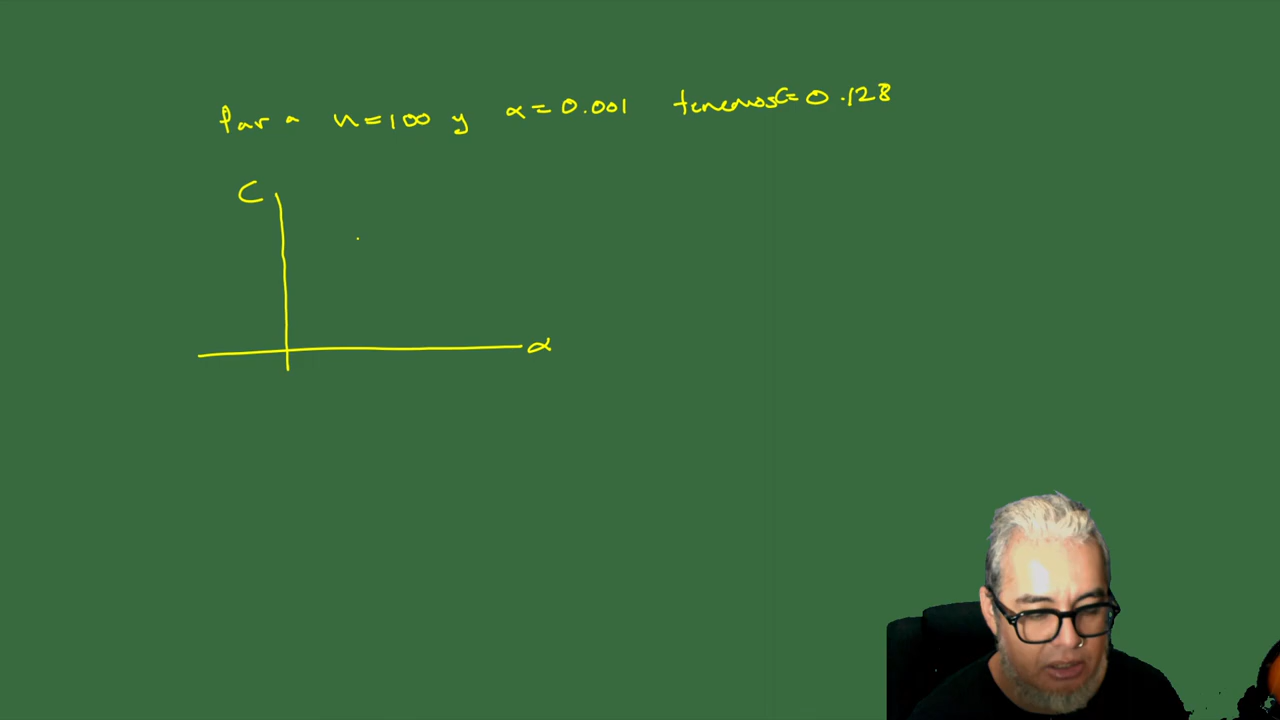 Para n=100 y α=0.001 tenemos C=0.128
C
α